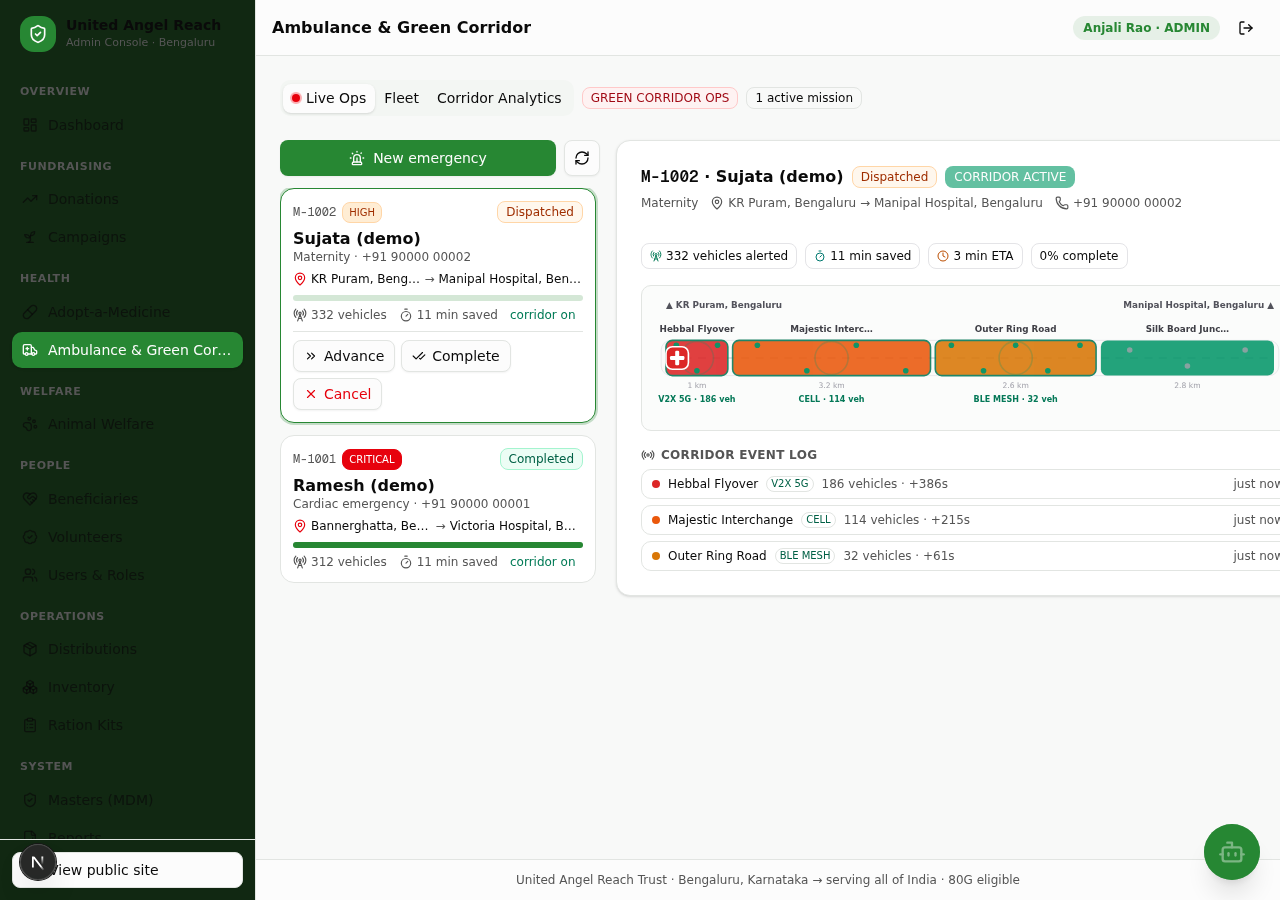 United Angel Reach
Admin Console · Bengaluru
OVERVIEW
Dashboard
FUNDRAISING
Donations
Campaigns
HEALTH
Adopt-a-Medicine
Ambulance & Green Cor...
WELFARE
Animal Welfare
PEOPLE
Beneficiaries
Volunteers
Users & Roles
OPERATIONS
Distributions
Inventory
Ration Kits
SYSTEM
Masters (MDM)
Reports
N
View public site
Ambulance & Green Corridor
Anjali Rao · ADMIN
Live Ops Fleet Corridor Analytics GREEN CORRIDOR OPS 1 active mission
New emergency
M-1002 HIGH Dispatched
Sujata (demo)
Maternity · +91 90000 00002
KR Puram, Beng... → Manipal Hospital, Ben...
332 vehicles 11 min saved corridor on
Advance Complete
Cancel
M-1001 CRITICAL Completed
Ramesh (demo)
Cardiac emergency · +91 90000 00001
Bannerghatta, Be... → Victoria Hospital, B...
312 vehicles 11 min saved corridor on
M-1002 · Sujata (demo) Dispatched CORRIDOR ACTIVE
Maternity KR Puram, Bengaluru → Manipal Hospital, Bengaluru +91 90000 00002
332 vehicles alerted 11 min saved 3 min ETA 0% complete
▲ KR Puram, Bengaluru Manipal Hospital, Bengaluru ▲
Hebbal Flyover Majestic Interc... Outer Ring Road Silk Board Junc...
1 km 3.2 km 2.6 km 2.8 km
V2X 5G · 186 veh CELL · 114 veh BLE MESH · 32 veh
CORRIDOR EVENT LOG
Hebbal Flyover V2X 5G 186 vehicles · +386s just now
Majestic Interchange CELL 114 vehicles · +215s just now
Outer Ring Road BLE MESH 32 vehicles · +61s just now
United Angel Reach Trust · Bengaluru, Karnataka → serving all of India · 80G eligible